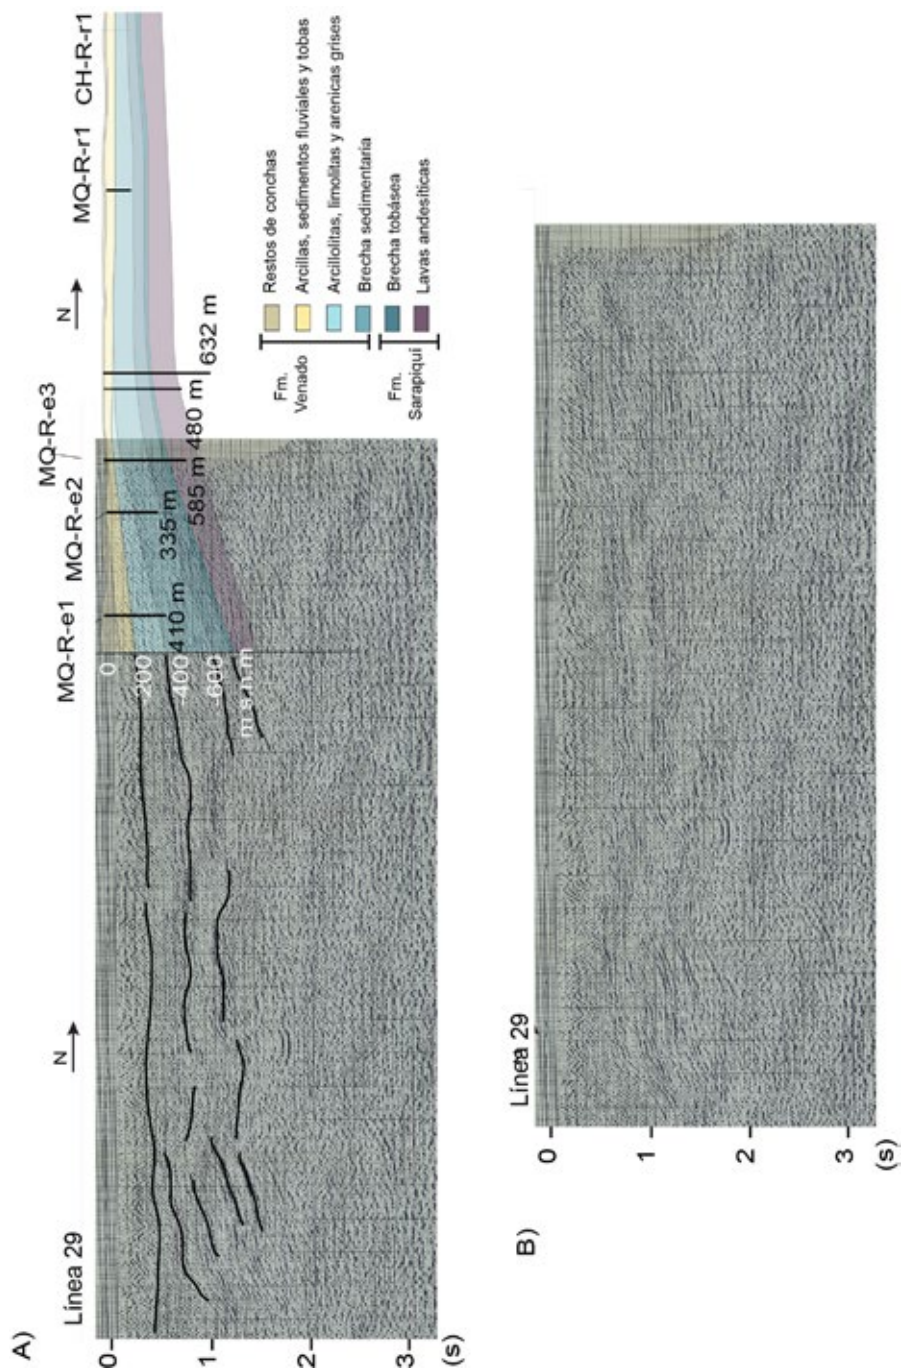 A)
Línea 29
N
MQ-R-e1
MQ-R-e2
MQ-R-e3
N
MQ-R-r1
CH-R-r1
0
1
2
3
(s)
0
-200
-400
-600
m s.n.m
410 m
335 m
585 m
480 m
632 m
Fm.
Venado
Fm.
Sarapiquí
Restos de conchas
Arcillas, sedimentos fluviales y tobas
Arcillolitas, limolitas y arenicas grises
Brecha sedimentaria
Brecha tobásea
Lavas andesíticas
B)
Línea 29
0
1
2
3
(s)